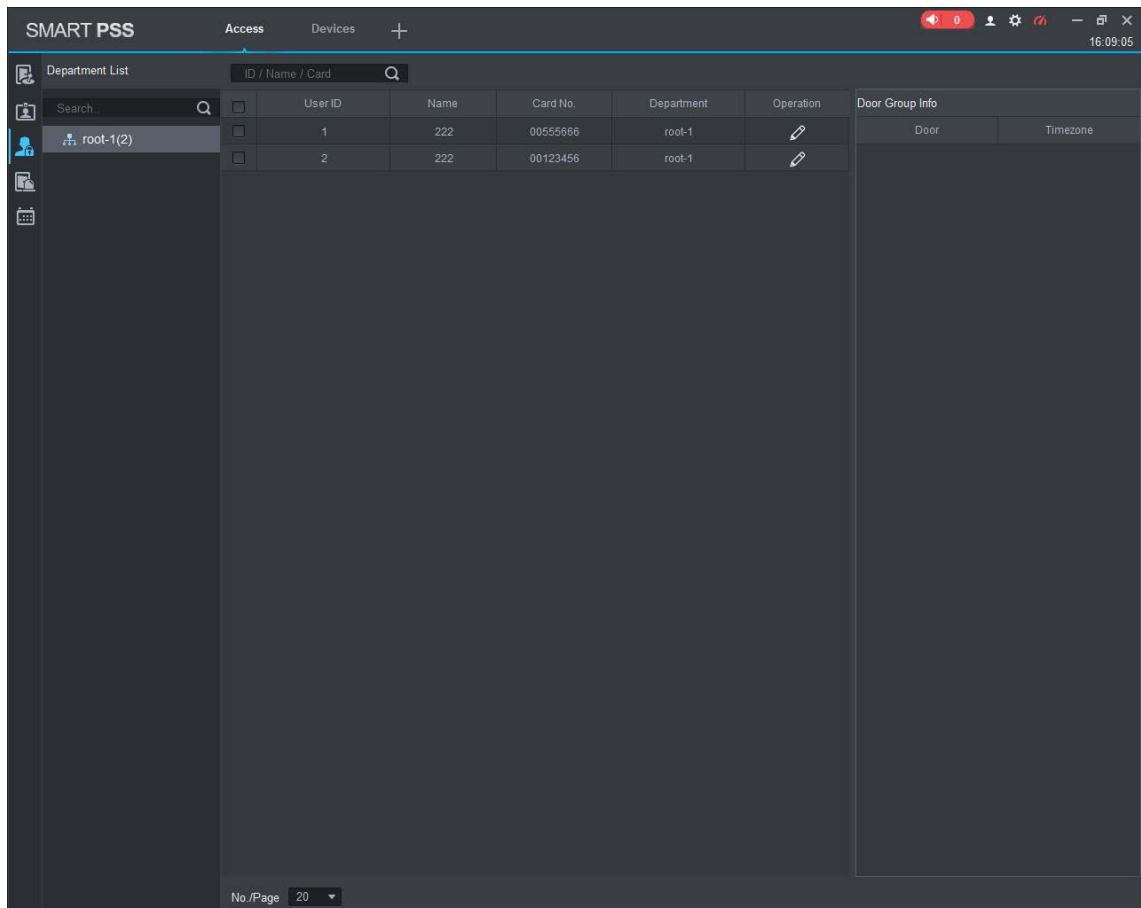 SMART PSS Access Devices 0
16:09:05
Department List ID / Name / Card
Search.. User ID Name Card No. Department Operation Door Group Info
root-1(2) 1 222 00555666 root-1 Door Timezone
2 222 00123456 root-1
No./Page 20